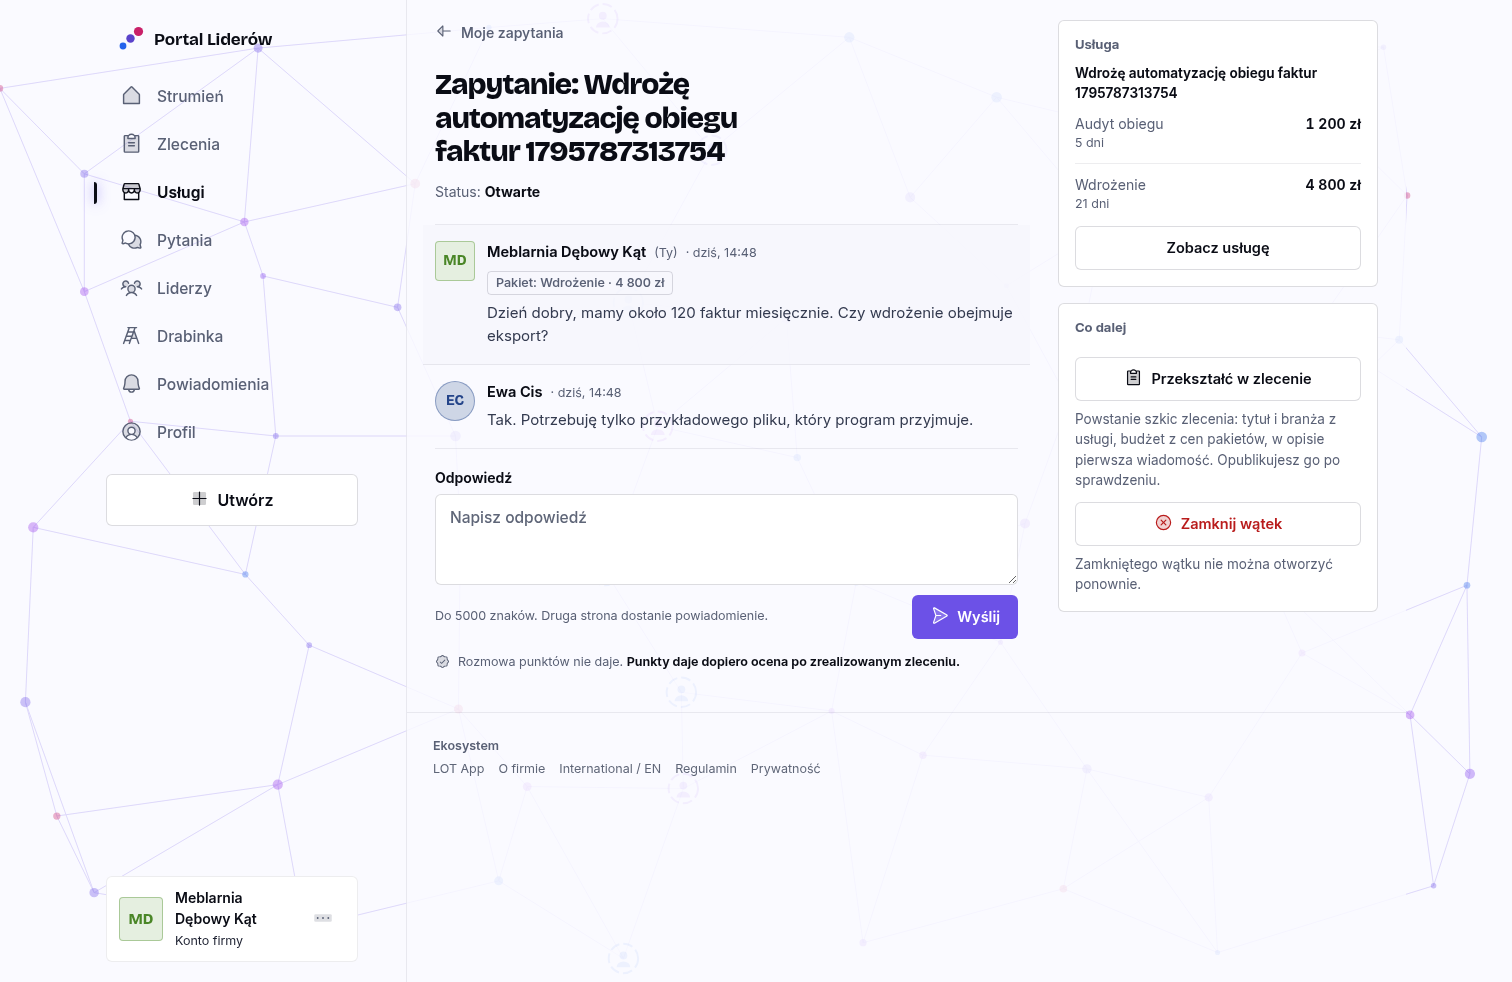 Portal Liderów
Strumień
Zlecenia
Usługi
Pytania
Liderzy
Drabinka
Powiadomienia
Profil
Utwórz
MD
Meblarnia
Dębowy Kąt
Konto firmy
Moje zapytania
Zapytanie: Wdrożę
automatyzację obiegu
faktur 1795787313754
Status: Otwarte
MD
Meblarnia Dębowy Kąt (Ty) · dziś, 14:48
Pakiet: Wdrożenie · 4 800 zł
Dzień dobry, mamy około 120 faktur miesięcznie. Czy wdrożenie obejmuje
eksport?
EC
Ewa Cis · dziś, 14:48
Tak. Potrzebuję tylko przykładowego pliku, który program przyjmuje.
Odpowiedź
Napisz odpowiedź
Do 5000 znaków. Druga strona dostanie powiadomienie.
Wyślij
Rozmowa punktów nie daje. Punkty daje dopiero ocena po zrealizowanym zleceniu.
Usługa
Wdrożę automatyzację obiegu faktur
1795787313754
Audyt obiegu 1 200 zł
5 dni
Wdrożenie 4 800 zł
21 dni
Zobacz usługę
Co dalej
Przekształć w zlecenie
Powstanie szkic zlecenia: tytuł i branża z
usługi, budżet z cen pakietów, w opisie
pierwsza wiadomość. Opublikujesz go po
sprawdzeniu.
Zamknij wątek
Zamkniętego wątku nie można otworzyć
ponownie.
Ekosystem
LOT App O firmie International / EN Regulamin Prywatność